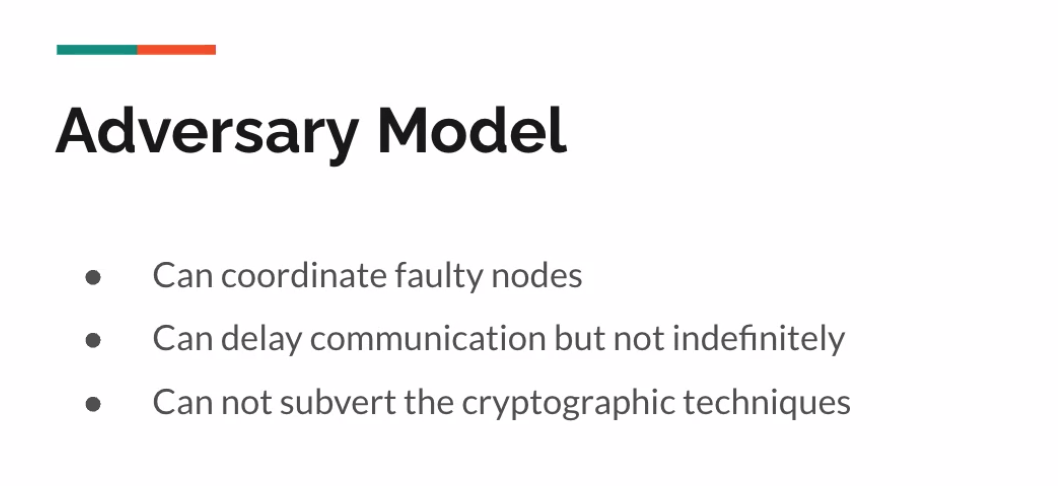 Adversary Model
● Can coordinate faulty nodes
● Can delay communication but not indefinitely
● Can not subvert the cryptographic techniques